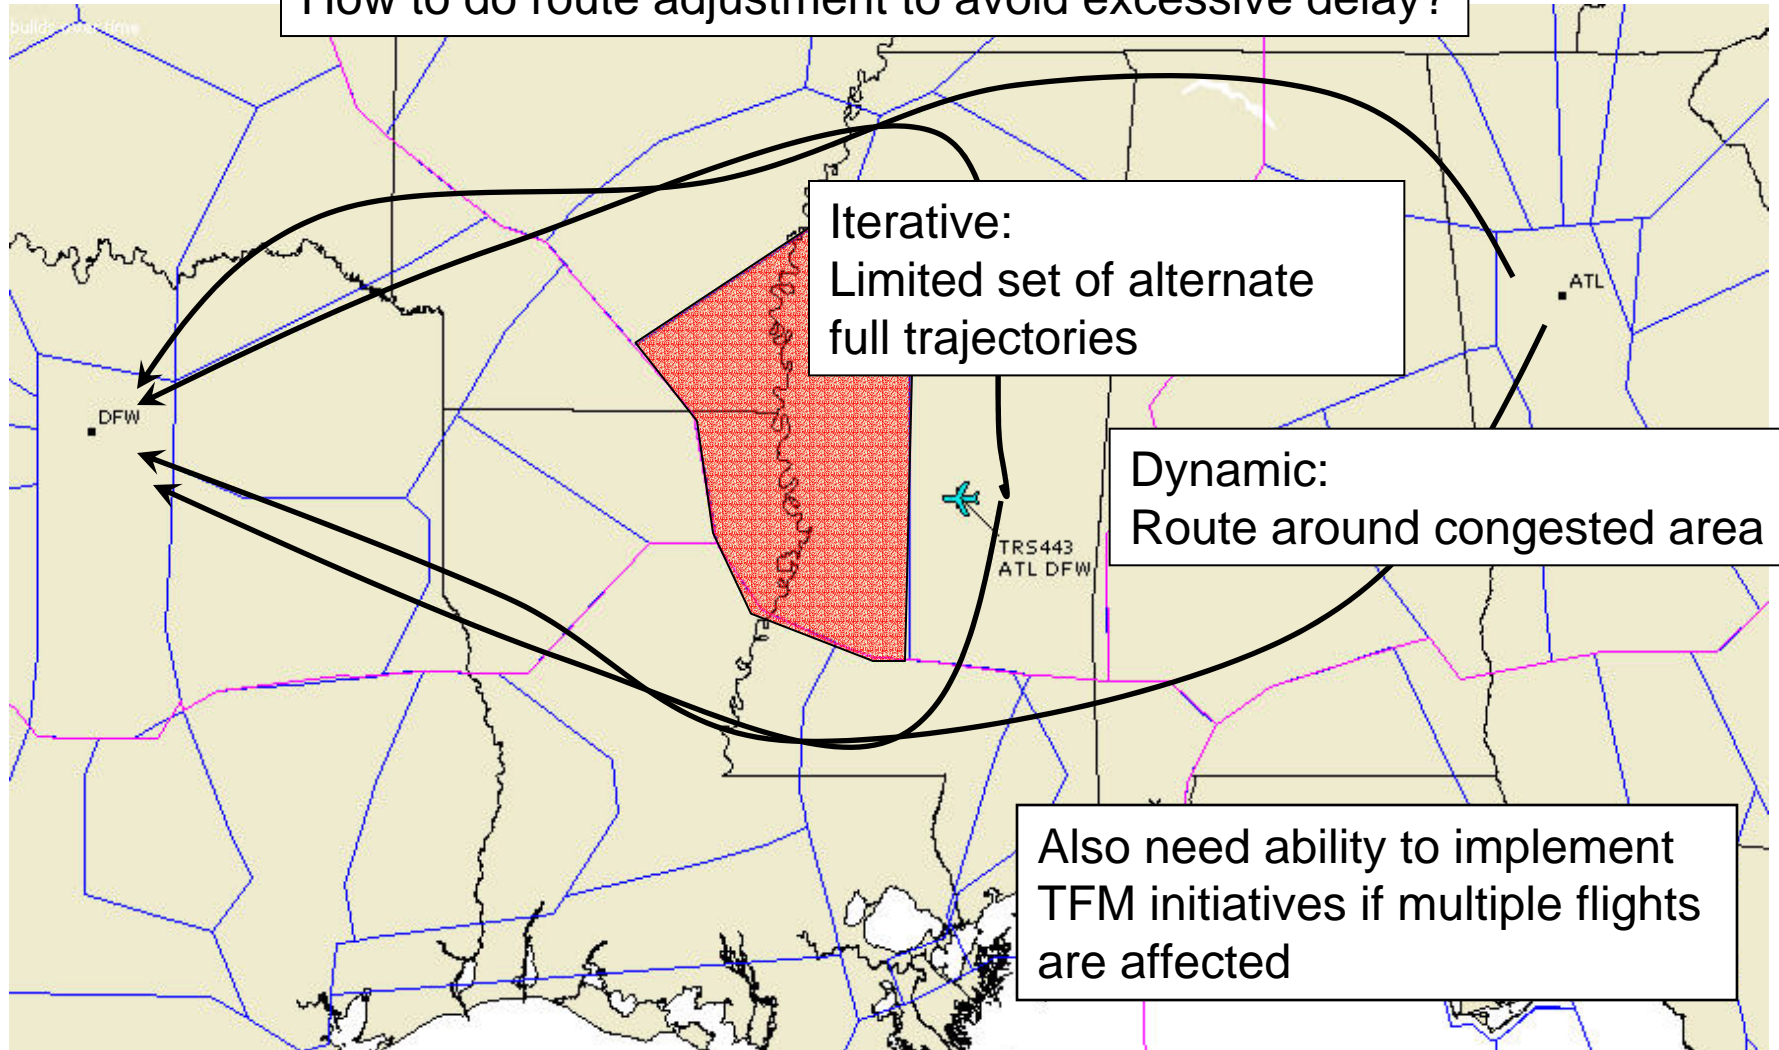 How to do route adjustment to avoid excessive delay?
Iterative:
Limited set of alternate
full trajectories
ATL
DFW
Dynamic:
Route around congested area
TRS443
ATL DFW
Also need ability to implement
TFM initiatives if multiple flights
are affected